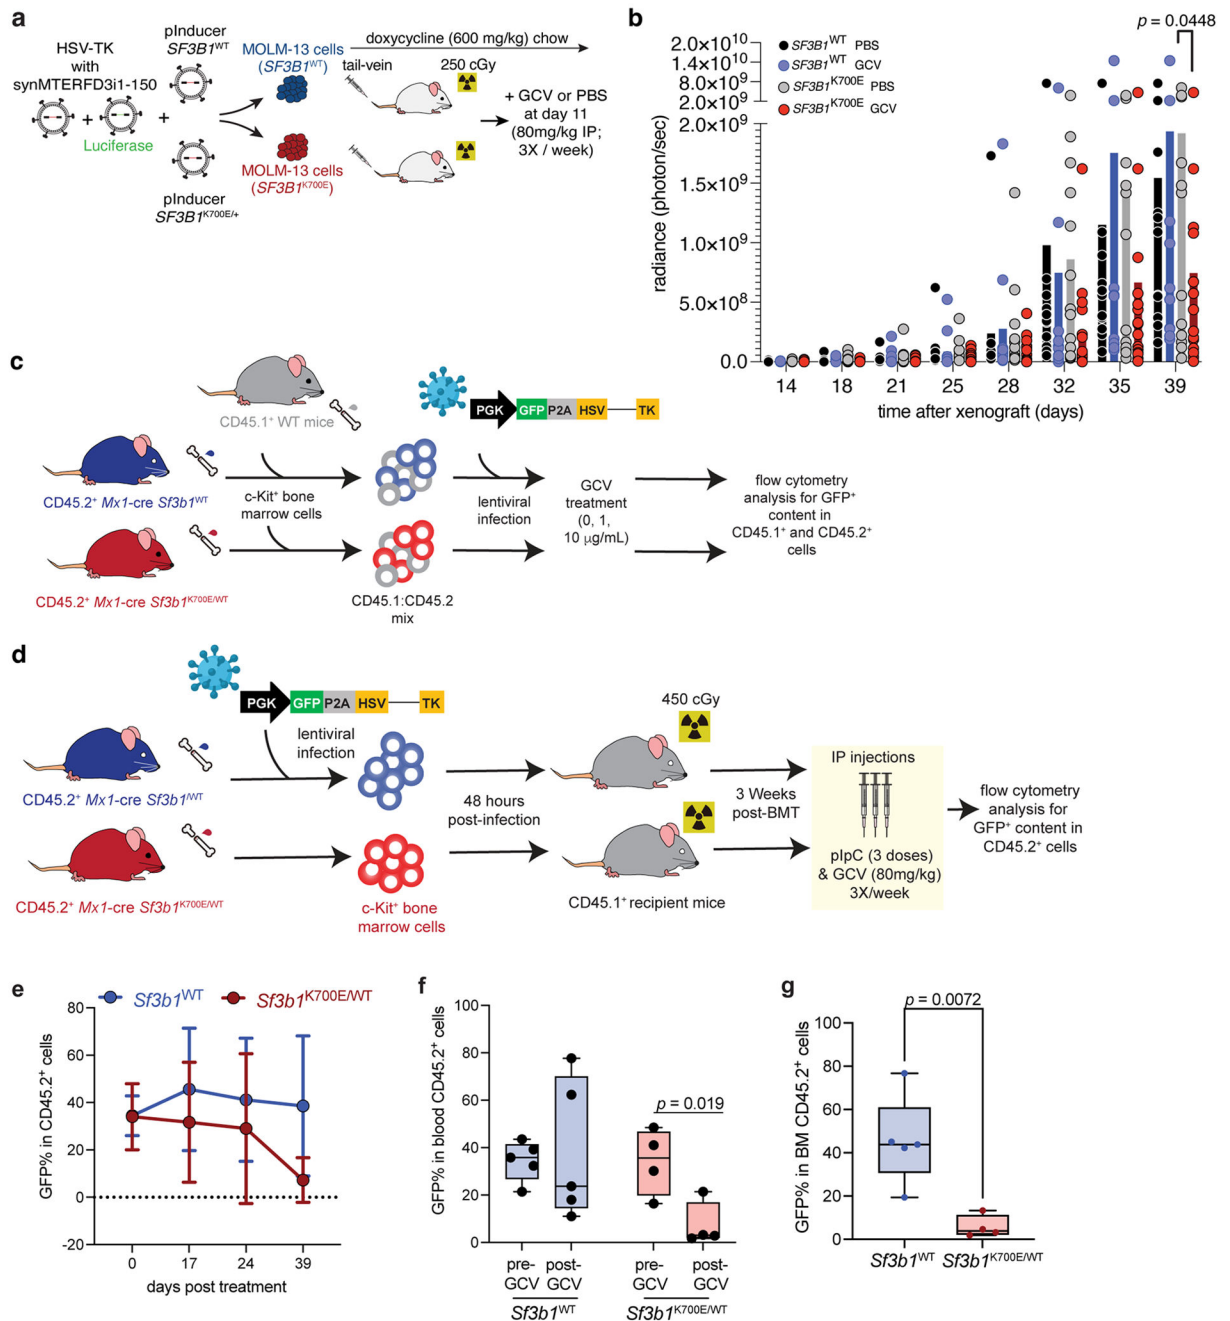 a
HSV-TK
with
synMTERFD3i1-150
Luciferase
+
+
pInducer
SF3B1WT
pInducer
SF3B1K700E/+
MOLM-13 cells
(SF3B1WT)
MOLM-13 cells
(SF3B1K700E)
doxycycline (600 mg/kg) chow
tail-vein
250 cGy
+ GCV or PBS
at day 11
(80mg/kg IP;
3X / week)
b
p = 0.0448
SF3B1WT PBS
SF3B1WT GCV
SF3B1K700E PBS
SF3B1K700E GCV
radiance (photon/sec)
2.0×10^10
1.4×10^10
8.0×10^9
2.0×10^9
2.0×10^9
1.5×10^9
1.0×10^9
5.0×10^8
0.0
14 18 21 25 28 32 35 39
time after xenograft (days)
c
CD45.1+ WT mice
PGK GFP P2A HSV TK
CD45.2+ Mx1-cre Sf3b1WT
c-Kit+ bone
marrow cells
CD45.2+ Mx1-cre Sf3b1K700E/WT
CD45.1:CD45.2
mix
lentiviral
infection
GCV
treatment
(0, 1,
10 μg/mL)
flow cytometry
analysis for GFP+
content in
CD45.1+ and CD45.2+
cells
d
PGK GFP P2A HSV TK
lentiviral
infection
CD45.2+ Mx1-cre Sf3b1/WT
CD45.2+ Mx1-cre Sf3b1K700E/WT
c-Kit+ bone
marrow cells
48 hours
post-infection
450 cGy
CD45.1+ recipient mice
3 Weeks
post-BMT
IP injections
pIpC (3 doses)
& GCV (80mg/kg)
3X/week
flow cytometry
analysis for
GFP+ content in
CD45.2+ cells
e
Sf3b1WT
Sf3b1K700E/WT
GFP% in CD45.2+ cells
80
60
40
20
0
-20
0 17 24 39
days post treatment
f
GFP% in blood CD45.2+ cells
100
80
60
40
20
0
p = 0.019
pre-
GCV
post-
GCV
pre-
GCV
post-
GCV
Sf3b1WT
Sf3b1K700E/WT
g
p = 0.0072
GFP% in BM CD45.2+ cells
100
80
60
40
20
0
Sf3b1WT
Sf3b1K700E/WT